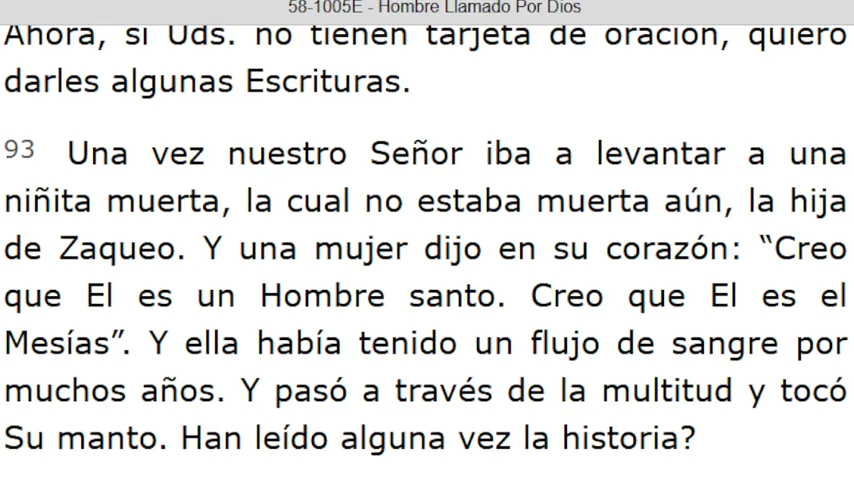 58-1005E - Hombre Llamado Por Dios
Ahora, si Uds. no tienen tarjeta de oración, quiero
darles algunas Escrituras.
93 Una vez nuestro Señor iba a levantar a una
niñita muerta, la cual no estaba muerta aún, la hija
de Zaqueo. Y una mujer dijo en su corazón: “Creo
que El es un Hombre santo. Creo que El es el
Mesías”. Y ella había tenido un flujo de sangre por
muchos años. Y pasó a través de la multitud y tocó
Su manto. Han leído alguna vez la historia?